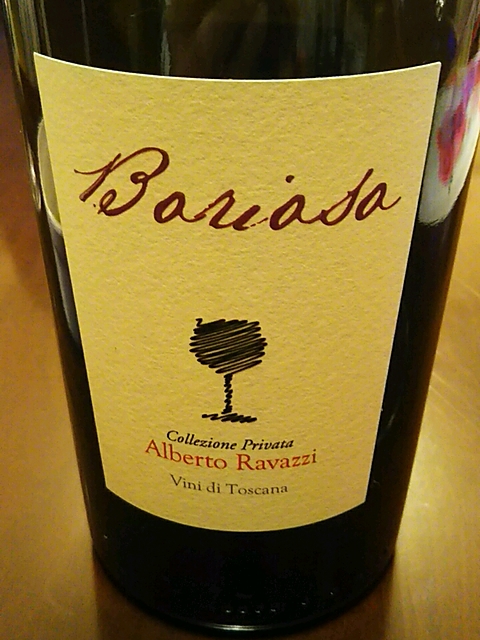 Bariasa
Collezione Privata
Alberto Ravazzi
Vini di Toscana